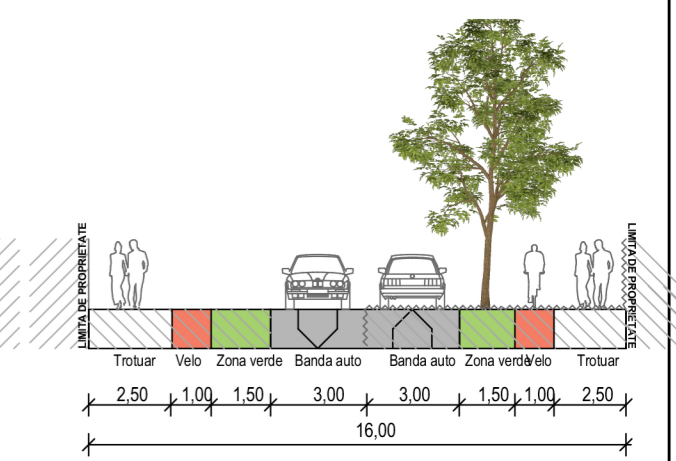 LIMITA DE PROPRIETATE
LIMITA DE PROPRIETATE
Trotuar Velo Zona verde Banda auto Banda auto Zona verde Velo Trotuar
2,50 1,00 1,50 3,00 3,00 1,50 1,00 2,50
16,00